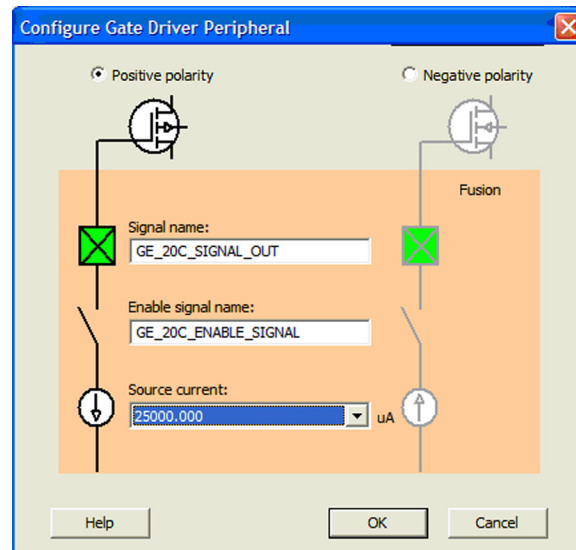 Configure Gate Driver Peripheral
Positive polarity
Negative polarity
Fusion
Signal name:
GE_20C_SIGNAL_OUT
Enable signal name:
GE_20C_ENABLE_SIGNAL
Source current:
25000.000 uA
Help OK Cancel